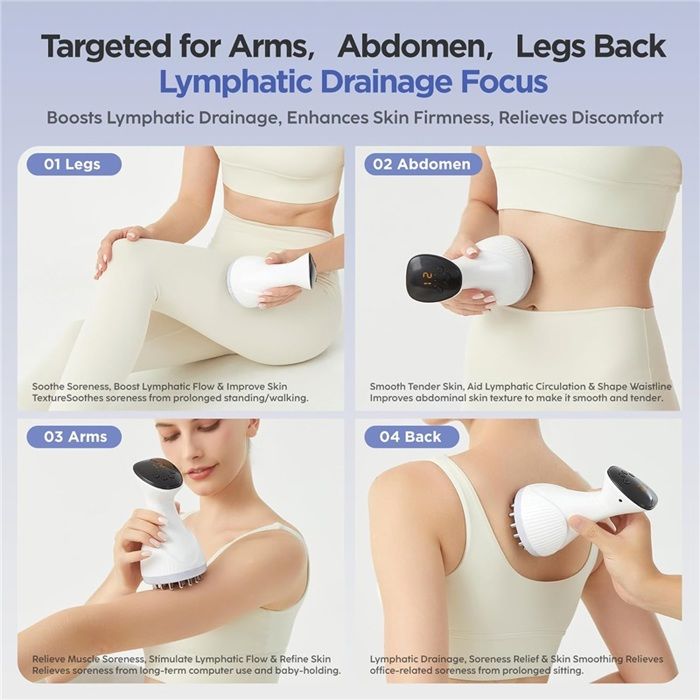 Targeted for Arms, Abdomen, Legs Back
Lymphatic Drainage Focus
Boosts Lymphatic Drainage, Enhances Skin Firmness, Relieves Discomfort
01 Legs
Soothe Soreness, Boost Lymphatic Flow & Improve Skin
TextureSoothes soreness from prolonged standing/walking.
02 Abdomen
12
Smooth Tender Skin, Aid Lymphatic Circulation & Shape Waistline
Improves abdominal skin texture to make it smooth and tender.
03 Arms
Relieve Muscle Soreness, Stimulate Lymphatic Flow & Refine Skin
Relieves soreness from long-term computer use and baby-holding.
04 Back
Lymphatic Drainage, Soreness Relief & Skin Smoothing Relieves
office-related soreness from prolonged sitting.